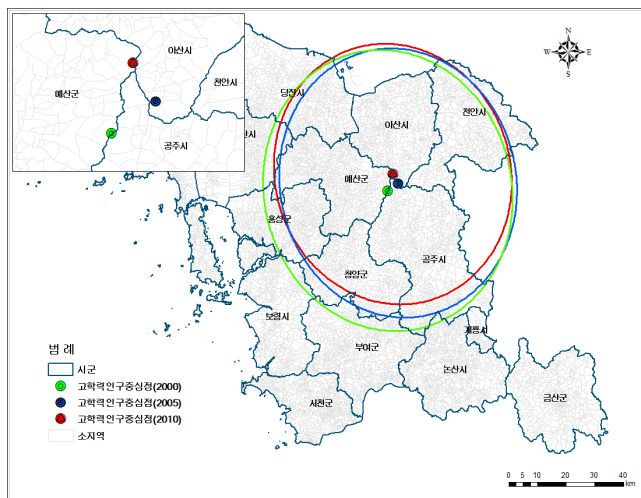 아산시
예산군
천안시
공주시
N
W E
S
당진시
아산시
천안시
예산군
홍성군
공주시
청양군
보령시
계룡시
부여군
논산시
서천군
금산군
범 례
시군
고학력인구중심점(2000)
고학력인구중심점(2005)
고학력인구중심점(2010)
소지역
0 5 10 20 30 40
km